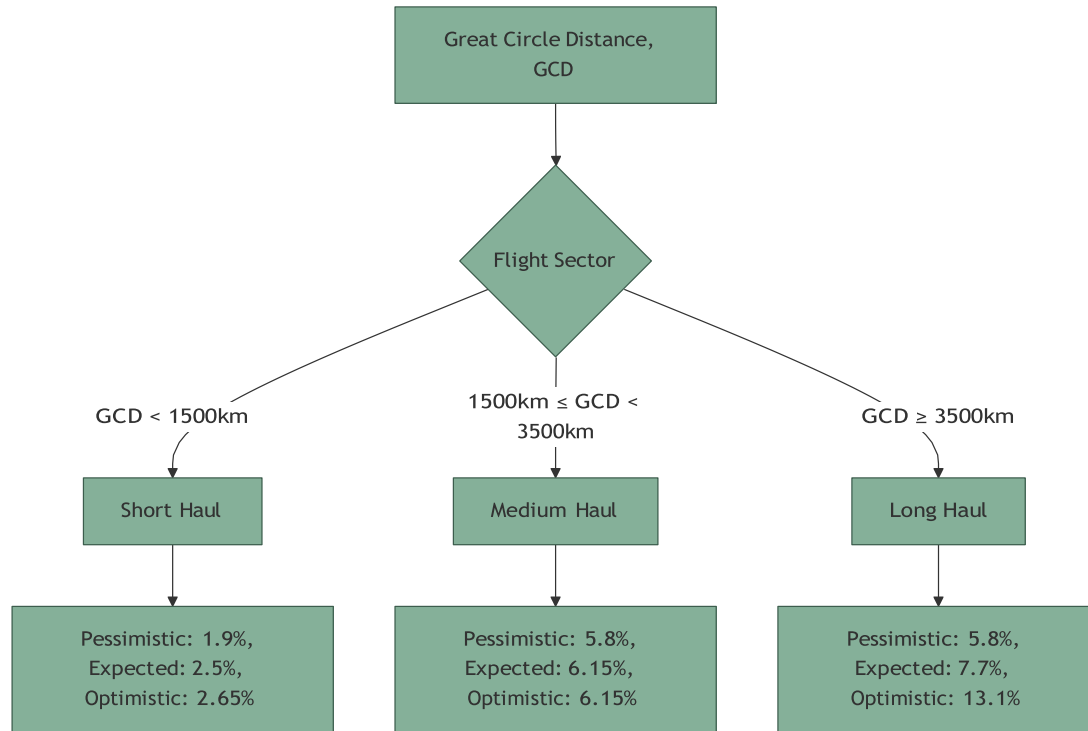 Great Circle Distance,
GCD
Flight Sector
GCD < 1500km
1500km ≤ GCD <
3500km
GCD ≥ 3500km
Short Haul
Medium Haul
Long Haul
Pessimistic: 1.9%,
Expected: 2.5%,
Optimistic: 2.65%
Pessimistic: 5.8%,
Expected: 6.15%,
Optimistic: 6.15%
Pessimistic: 5.8%,
Expected: 7.7%,
Optimistic: 13.1%